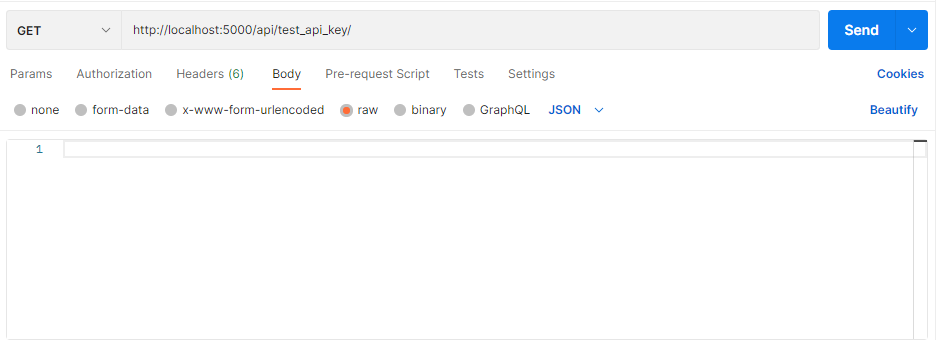 GET http://localhost:5000/api/test_api_key/ Send
Params Authorization Headers (6) Body Pre-request Script Tests Settings Cookies
none form-data x-www-form-urlencoded raw binary GraphQL JSON Beautify
1